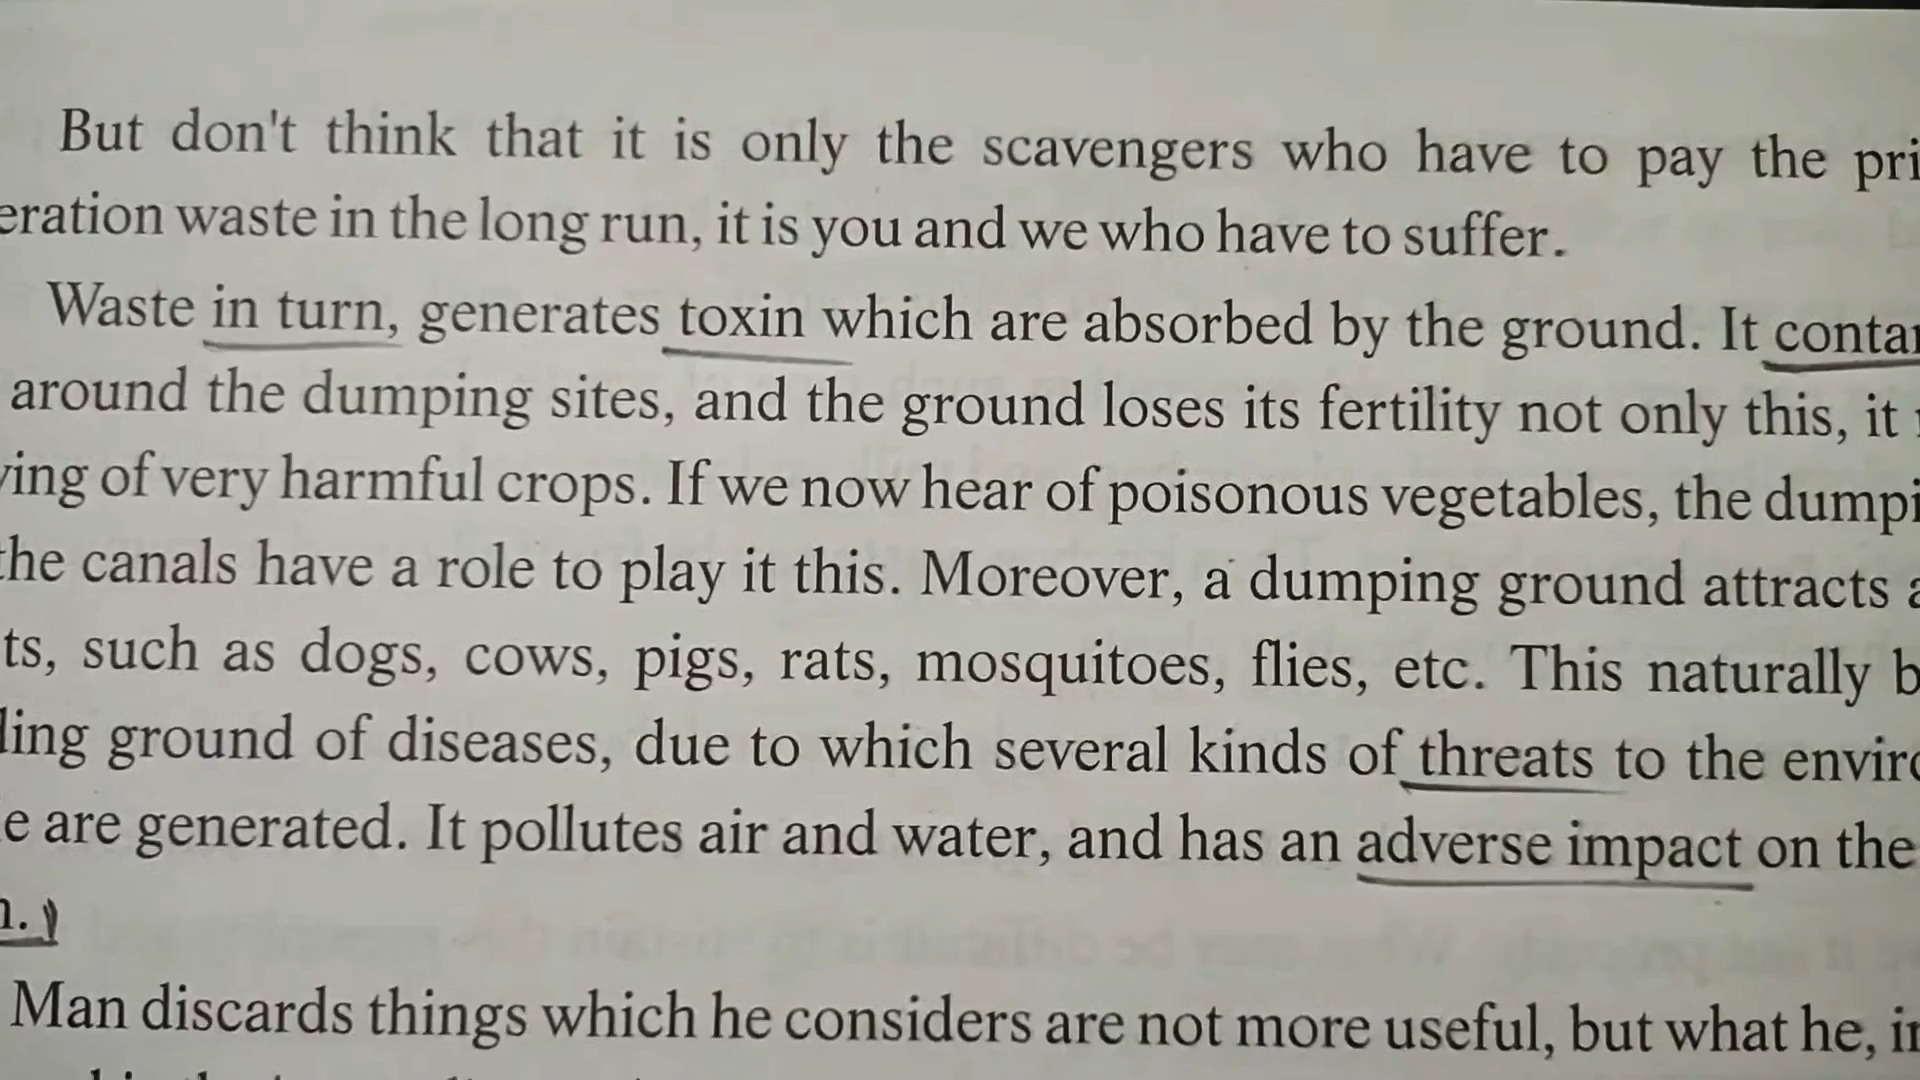 But don't think that it is only the scavengers who have to pay the pri
eration waste in the long run, it is you and we who have to suffer.
Waste in turn, generates toxin which are absorbed by the ground. It contar
around the dumping sites, and the ground loses its fertility not only this, it
ing of very harmful crops. If we now hear of poisonous vegetables, the dumpi
he canals have a role to play it this. Moreover, a dumping ground attracts a
ts, such as dogs, cows, pigs, rats, mosquitoes, flies, etc. This naturally b
ling ground of diseases, due to which several kinds of threats to the enviro
e are generated. It pollutes air and water, and has an adverse impact on the
Man discards things which he considers are not more useful, but what he, in